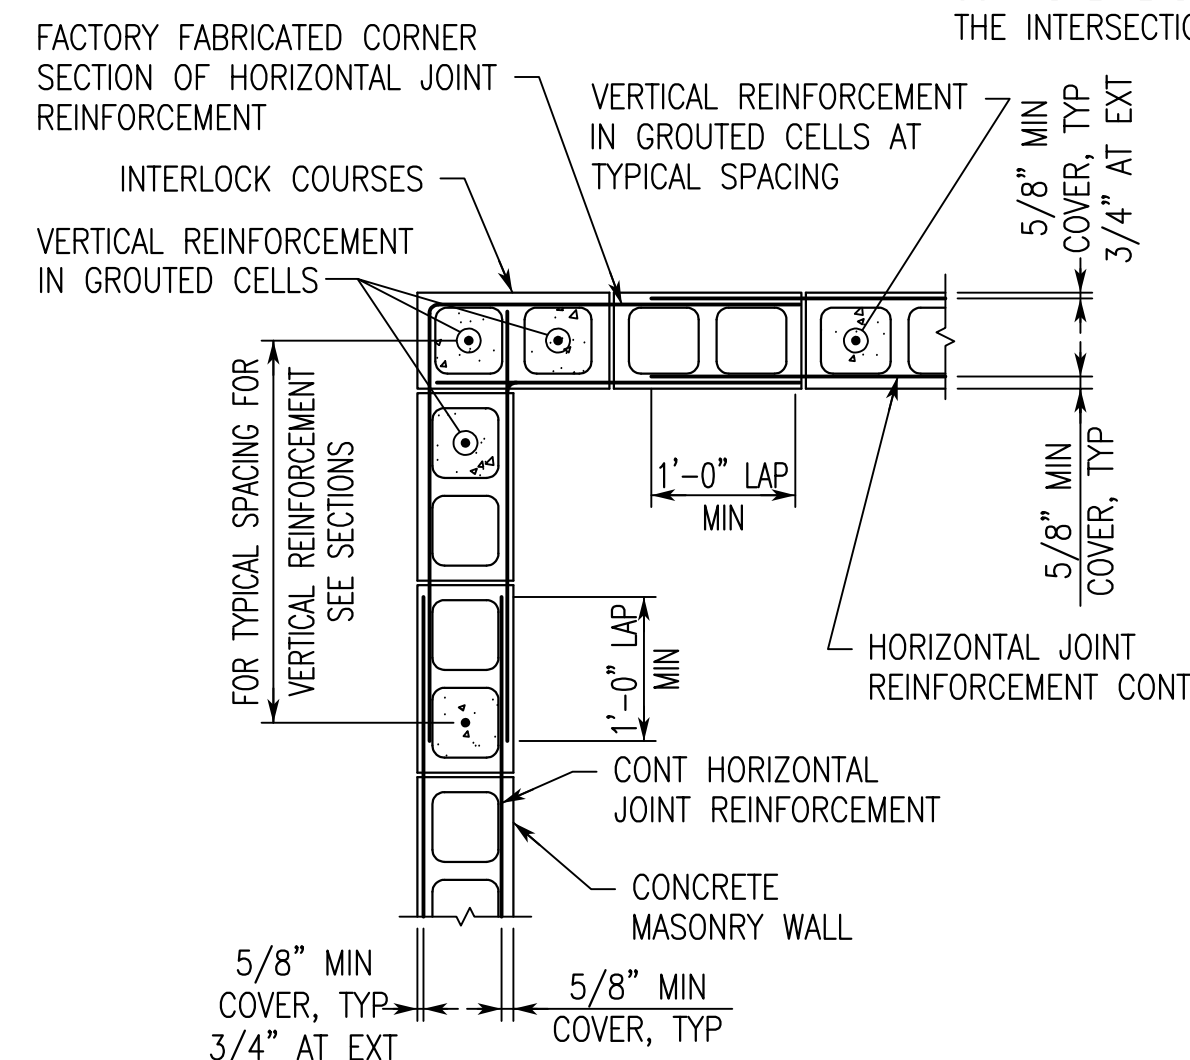 THE INTERSECTIO
FACTORY FABRICATED CORNER
SECTION OF HORIZONTAL JOINT
REINFORCEMENT
INTERLOCK COURSES
VERTICAL REINFORCEMENT
IN GROUTED CELLS
VERTICAL REINFORCEMENT
IN GROUTED CELLS AT
TYPICAL SPACING
5/8" MIN
COVER, TYP
3/4" AT EXT
FOR TYPICAL SPACING FOR
VERTICAL REINFORCEMENT
SEE SECTIONS
1'-0" LAP
MIN
5/8" MIN
COVER, TYP
1'-0" LAP
MIN
HORIZONTAL JOINT
REINFORCEMENT CONT
CONT HORIZONTAL
JOINT REINFORCEMENT
CONCRETE
MASONRY WALL
5/8" MIN
COVER, TYP
3/4" AT EXT
5/8" MIN
COVER, TYP